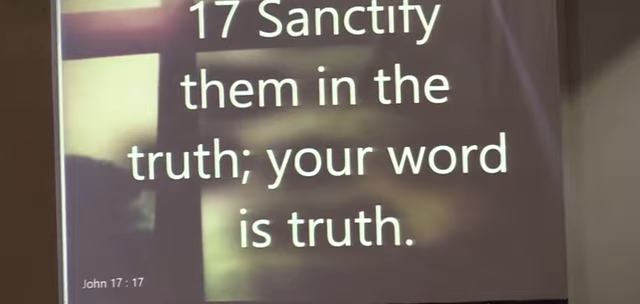 17 Sanctify
them in the
truth; your word
is truth.
John 17 : 17